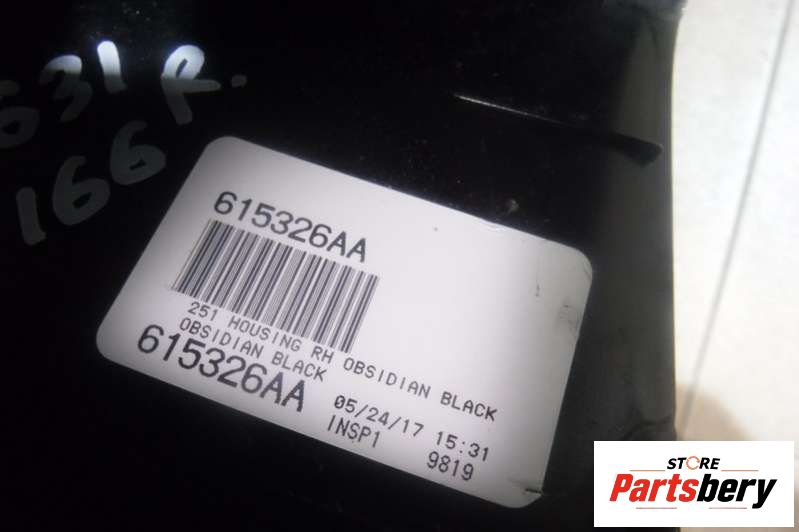 631 R.
166
615326AA
251 HOUSING RH OBSIDIAN BLACK
OBSIDIAN BLACK
615326AA
05/24/17 15:31
INSP1 9819
STORE
Partsbery